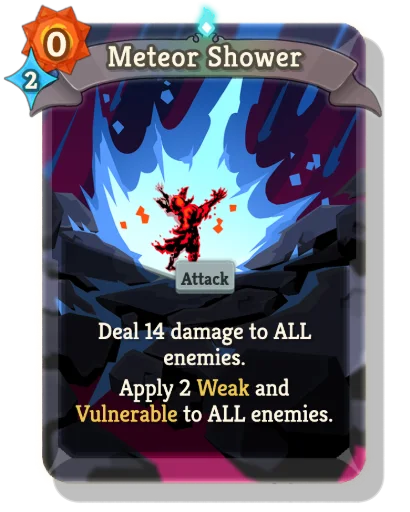 0
2
Meteor Shower
Attack
Deal 14 damage to ALL
enemies.
Apply 2 Weak and
Vulnerable to ALL enemies.